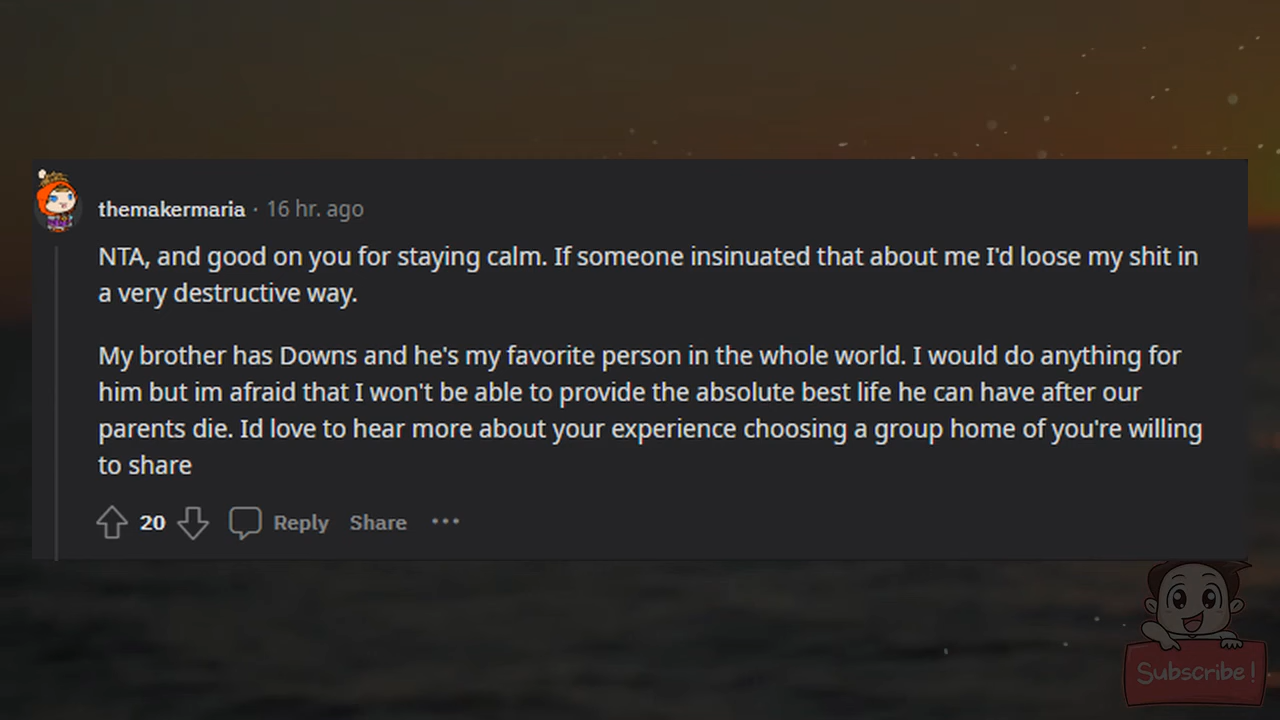 themakermaria · 16 hr. ago
NTA, and good on you for staying calm. If someone insinuated that about me I'd loose my shit in
a very destructive way.
My brother has Downs and he's my favorite person in the whole world. I would do anything for
him but im afraid that I won't be able to provide the absolute best life he can have after our
parents die. Id love to hear more about your experience choosing a group home of you're willing
to share
20 Reply Share ···
Subscribe!